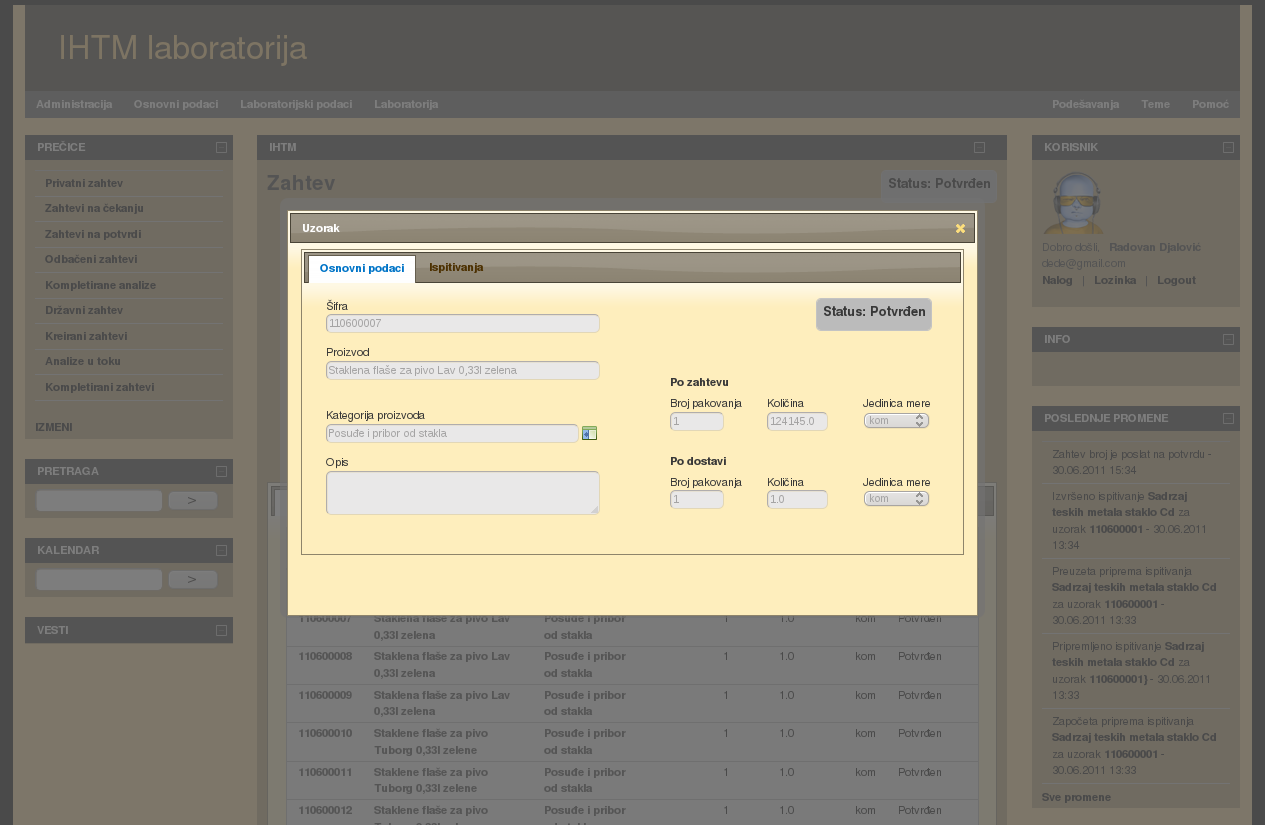 IHTM laboratorija
Administracija Osnovni podaci Laboratorijski podaci Laboratorija Podešavanja Teme Pomoć
PREČICE
Privatni zahtev
Zahtevi na čekanju
Zahtevi na potvrdi
Odbačeni zahtevi
Kompletirane analize
Državni zahtev
Kreirani zahtevi
Analize u toku
Kompletirani zahtevi
IZMENI
PRETRAGA
>
KALENDAR
>
VESTI
IHTM
Zahtev
Status: Potvrđen
Uzorak
Osnovni podaci Ispitivanja
Šifra
110600007
Status: Potvrđen
Proizvod
Staklena flaše za pivo Lav 0,33l zelena
Kategorija proizvoda
Posuđe i pribor od stakla
Opis
Po zahtevu
Broj pakovanja Količina Jedinica mere
1 124145.0 kom
Po dostavi
Broj pakovanja Količina Jedinica mere
1 1.0 kom
110600007 Staklena flaše za pivo Lav Posuđe i pribor 1 1.0 kom Potvrđen
0,33l zelena od stakla
110600008 Staklena flaše za pivo Lav Posuđe i pribor 1 1.0 kom Potvrđen
0,33l zelena od stakla
110600009 Staklena flaše za pivo Lav Posuđe i pribor 1 1.0 kom Potvrđen
0,33l zelena od stakla
110600010 Staklene flaše za pivo Posuđe i pribor 1 1.0 kom Potvrđen
Tuborg 0,33l zelene od stakla
110600011 Staklene flaše za pivo Posuđe i pribor 1 1.0 kom Potvrđen
Tuborg 0,33l zelene od stakla
110600012 Staklene flaše za pivo Posuđe i pribor 1 1.0 kom Potvrđen
KORISNIK
Dobro došli, Radovan Djalović
dede@gmail.com
Nalog | Lozinka | Logout
INFO
POSLEDNJE PROMENE
Zahtev broj je poslat na potvrdu -
30.06.2011 15:34
Izvršeno ispitivanje Sadrzaj
teskih metala staklo Cd za
uzorak 110600001 - 30.06.2011
13:34
Preuzeta priprema ispitivanja
Sadrzaj teskih metala staklo Cd
za uzorak 110600001 -
30.06.2011 13:33
Pripremljeno ispitivanje Sadrzaj
teskih metala staklo Cd za
uzorak 110600001) - 30.06.2011
13:33
Započeta priprema ispitivanja
Sadrzaj teskih metala staklo Cd
za uzorak 110600001 -
30.06.2011 13:33
Sve promene